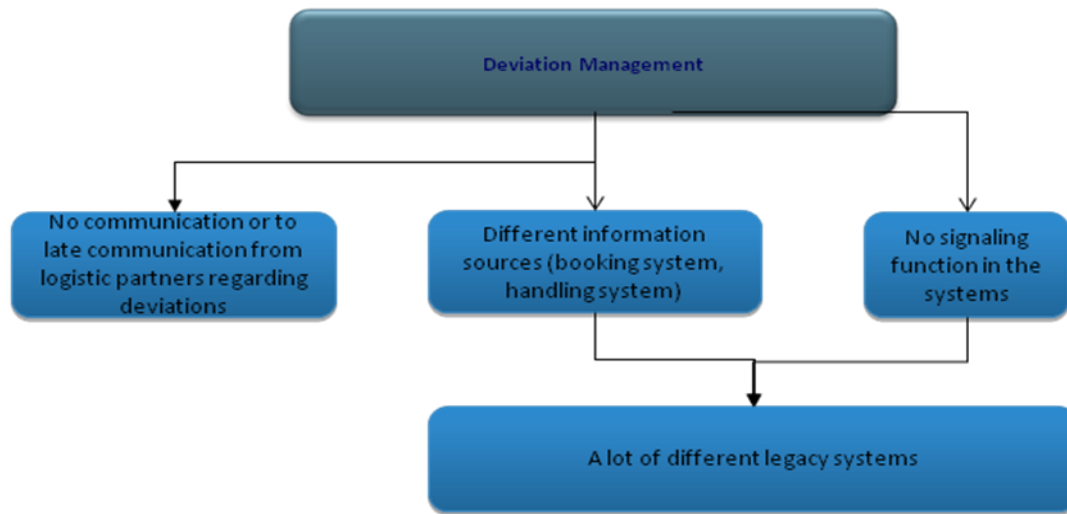 Deviation Management
No communication or to
late communication from
logistic partners regarding
deviations
Different information
sources (booking system,
handling system)
No signaling
function in the
systems
A lot of different legacy systems